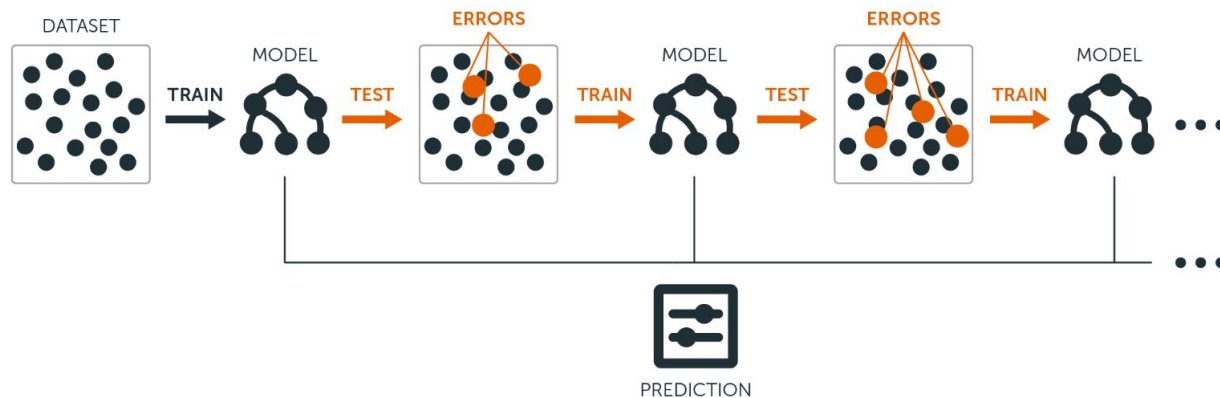 DATASET
MODEL
TRAIN
TEST
ERRORS
TRAIN
MODEL
TEST
ERRORS
TRAIN
MODEL
PREDICTION